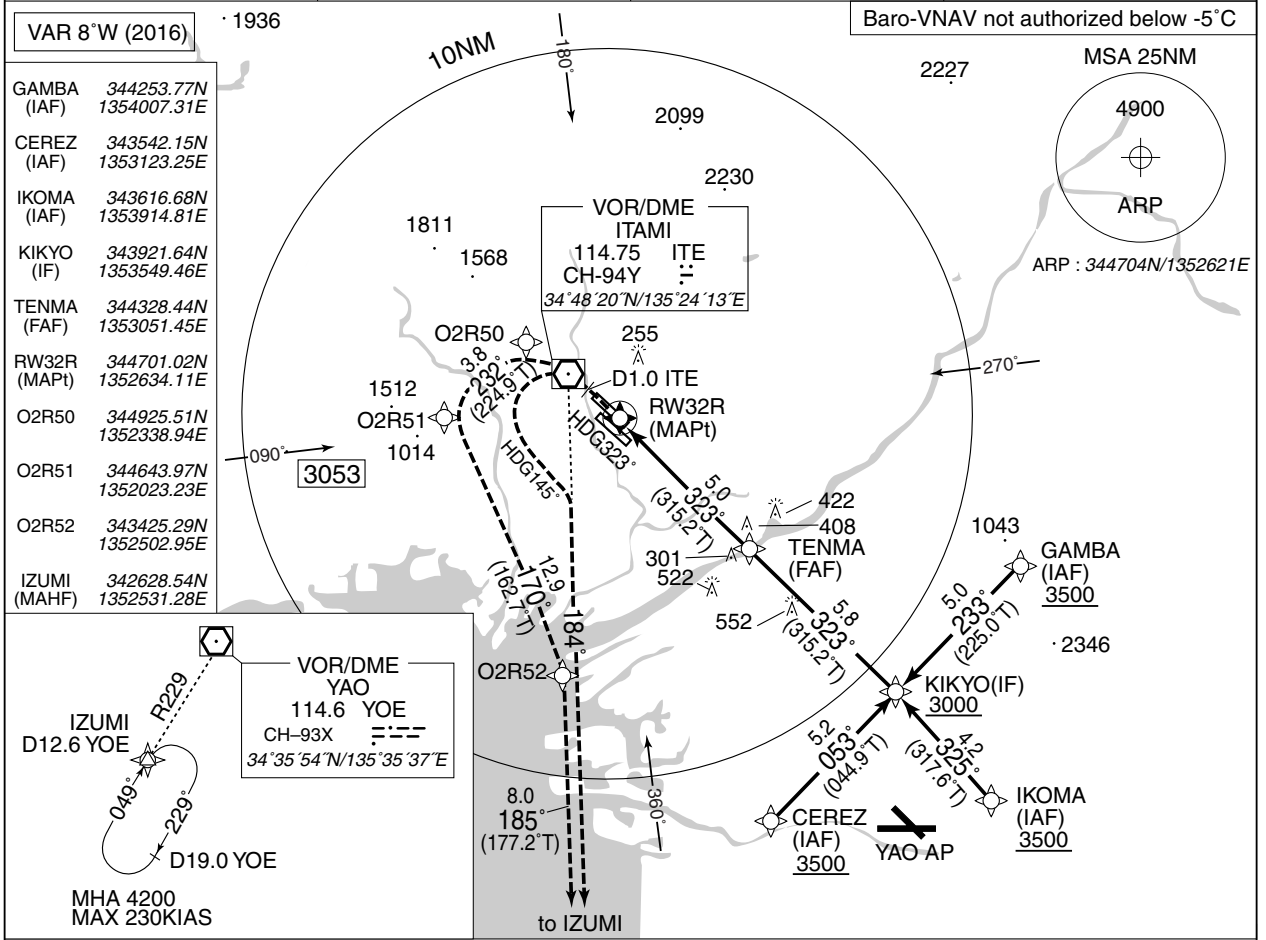 VAR 8˚W (2016)
1936
Baro-VNAV not authorized below -5˚C
GAMBA 344253.77N
(IAF) 1354007.31E
CEREZ 343542.15N
(IAF) 1353123.25E
IKOMA 343616.68N
(IAF) 1353914.81E
KIKYO 343921.64N
(IF) 1353549.46E
TENMA 344328.44N
(FAF) 1353051.45E
RW32R 344701.02N
(MAPt) 1352634.11E
O2R50 344925.51N
1352338.94E
O2R51 344643.97N
1352023.23E
O2R52 343425.29N
1352502.95E
IZUMI 342628.54N
(MAHF) 1352531.28E
10NM
180˚
2227
MSA 25NM
4900
ARP
ARP : 344704N/1352621E
2099
2230
VOR/DME
ITAMI
114.75 ITE
CH-94Y
34˚48´20˝N/135˚24´13˝E
1811
1568
O2R50
255
270˚
3.8
232˚
(224.9˚T)
D1.0 ITE
1512
O2R51
1014
RW32R
(MAPt)
HDG323˚
090˚
3053
HDG145˚
5.0
323˚
(315.2˚T)
422
408
301
522
TENMA
(FAF)
1043
GAMBA
(IAF)
3500
12.9
170˚
(162.7˚T)
184˚
552
5.8
323˚
(315.2˚T)
5.0
233˚
(225.0˚T)
2346
O2R52
KIKYO(IF)
3000
VOR/DME
YAO
114.6 YOE
CH–93X
34˚35´54˝N/135˚35´37˝E
R229
IZUMI
D12.6 YOE
049˚
229˚
D19.0 YOE
MHA 4200
MAX 230KIAS
8.0
185˚
(177.2˚T)
360˚
5.2
053˚
(044.9˚T)
4.2
325˚
(317.6˚T)
CEREZ
(IAF)
3500
YAO AP
IKOMA
(IAF)
3500
to IZUMI